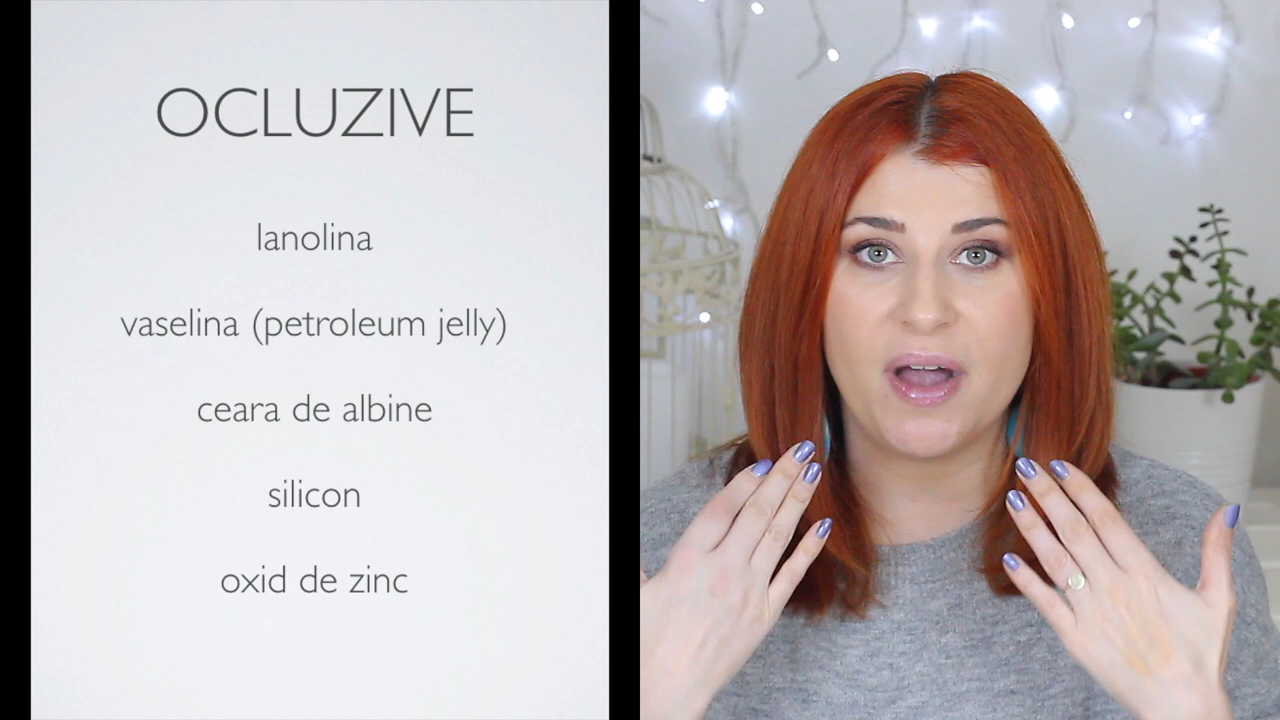 OCLUZIVE
lanolina
vaselina (petroleum jelly)
ceara de albine
silicon
oxid de zinc